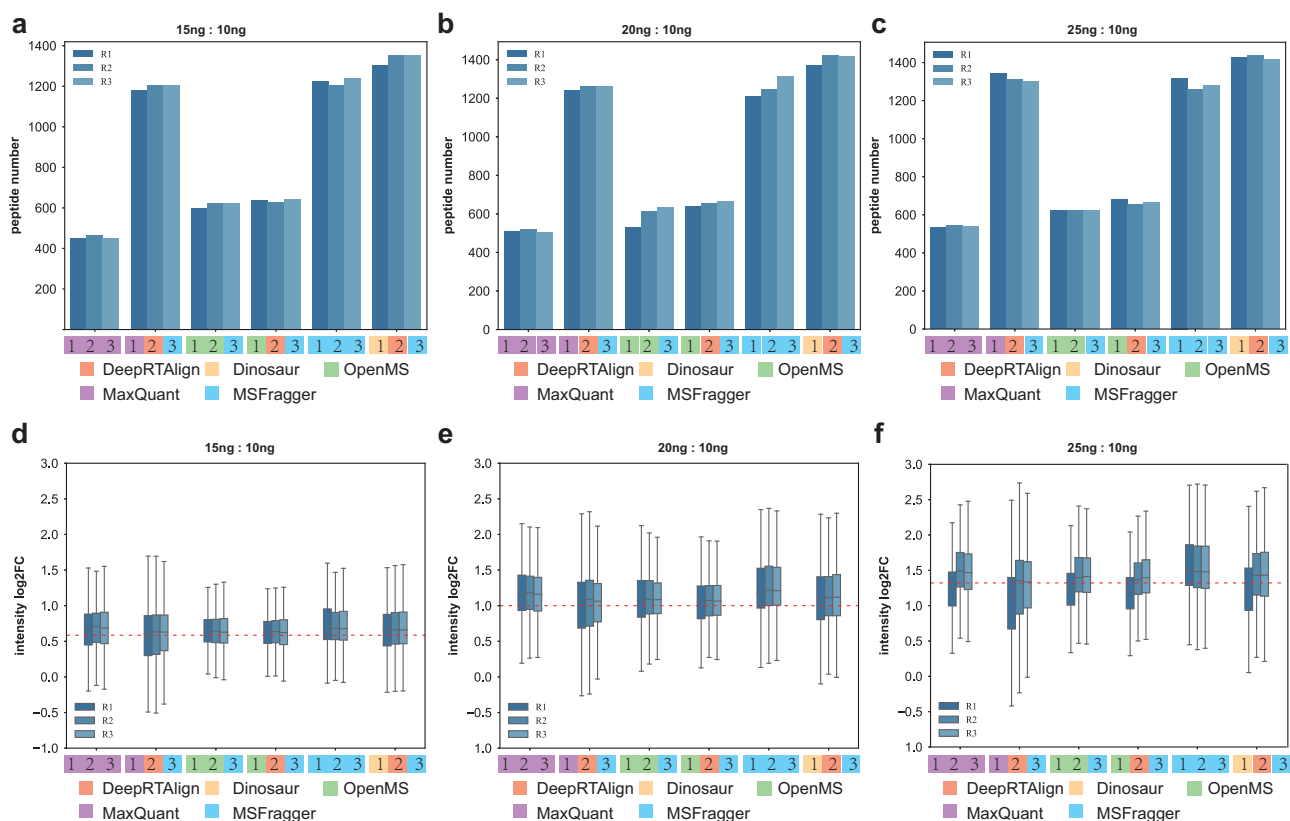 a
15ng : 10ng
1400
1200
1000
800
600
400
200
peptide number
R1
R2
R3
1 2 3 1 2 3 1 2 3 1 2 3 1 2 3 1 2 3
DeepRTAlign Dinosaur OpenMS
MaxQuant MSFragger
b
20ng : 10ng
1400
1200
1000
800
600
400
200
0
peptide number
R1
R2
R3
1 2 3 1 2 3 1 2 3 1 2 3 1 2 3 1 2 3
DeepRTAlign Dinosaur OpenMS
MaxQuant MSFragger
c
25ng : 10ng
1400
1200
1000
800
600
400
200
0
peptide number
R1
R2
R3
1 2 3 1 2 3 1 2 3 1 2 3 1 2 3 1 2 3
DeepRTAlign Dinosaur OpenMS
MaxQuant MSFragger
d
15ng : 10ng
3.0
2.5
2.0
1.5
1.0
0.5
0.0
−0.5
−1.0
intensity log2FC
R1
R2
R3
1 2 3 1 2 3 1 2 3 1 2 3 1 2 3 1 2 3
DeepRTAlign Dinosaur OpenMS
MaxQuant MSFragger
e
20ng : 10ng
3.0
2.5
2.0
1.5
1.0
0.5
0.0
−0.5
1.0
intensity log2FC
R1
R2
R3
1 2 3 1 2 3 1 2 3 1 2 3 1 2 3 1 2 3
DeepRTAlign Dinosaur OpenMS
MaxQuant MSFragger
f
25ng : 10ng
3.0
2.5
2.0
1.5
1.0
0.5
0.0
−0.5
1.0
intensity log2FC
R1
R2
R3
1 2 3 1 2 3 1 2 3 1 2 3 1 2 3 1 2 3
DeepRTAlign Dinosaur OpenMS
MaxQuant MSFragger